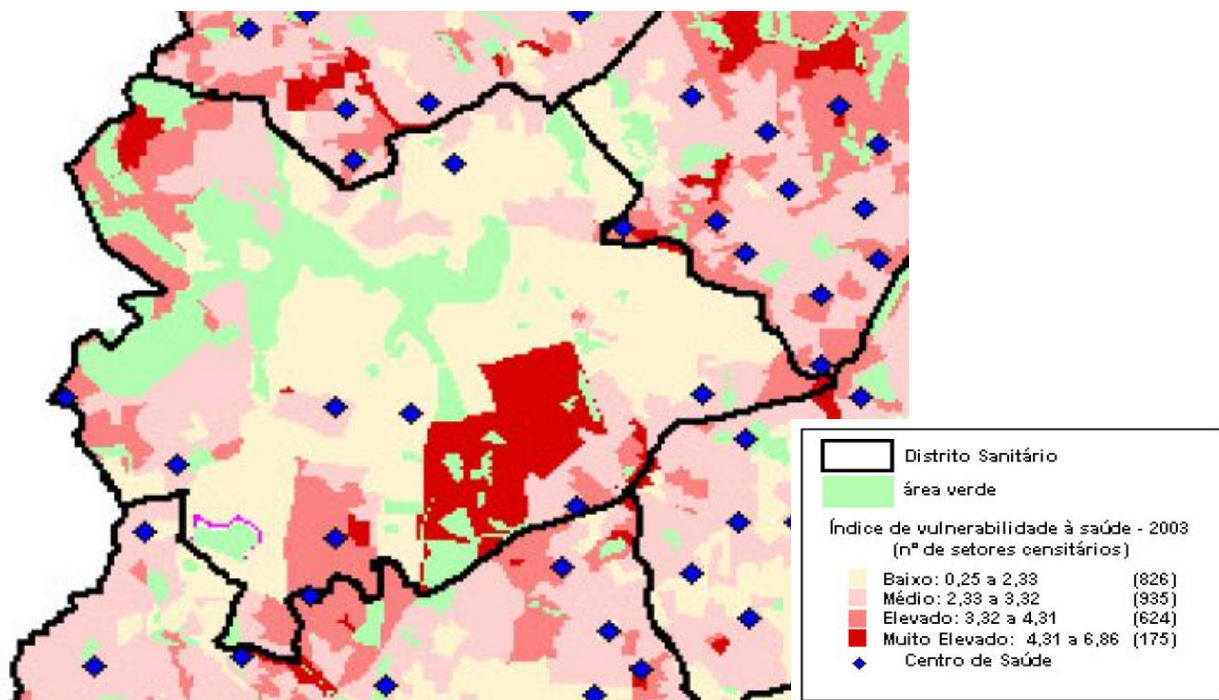 Distrito Sanitário
área verde
Índice de vulnerabilidade à saúde - 2003
(nº de setores censitários)
Baixo: 0,25 a 2,33 (826)
Médio: 2,33 a 3,32 (935)
Elevado: 3,32 a 4,31 (624)
Muito Elevado: 4,31 a 6,86 (175)
Centro de Saúde